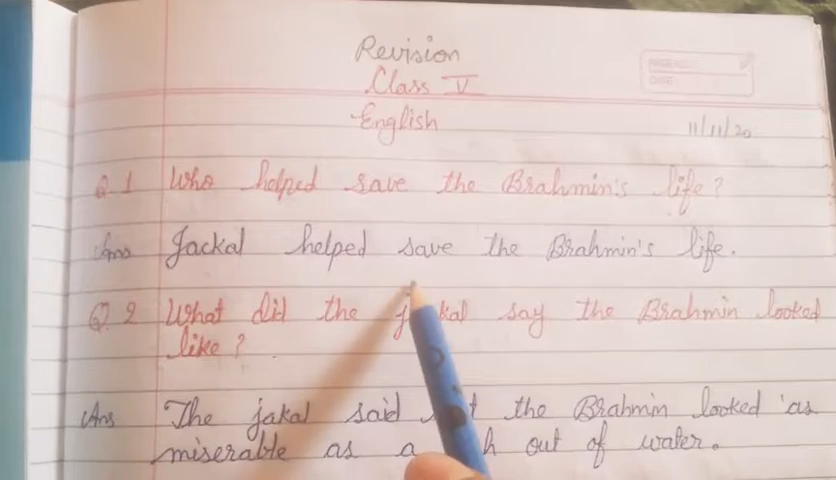 Revision
Class V
English
11/11/20
Q 1 Who helped save the Brahmin's life?
Ans Jackal helped save the Brahmin's life.
Q. 2 What did the kal say the Brahmin looked
like?
Ans The jakal said the Brahmin looked as
miserable as a out of water.